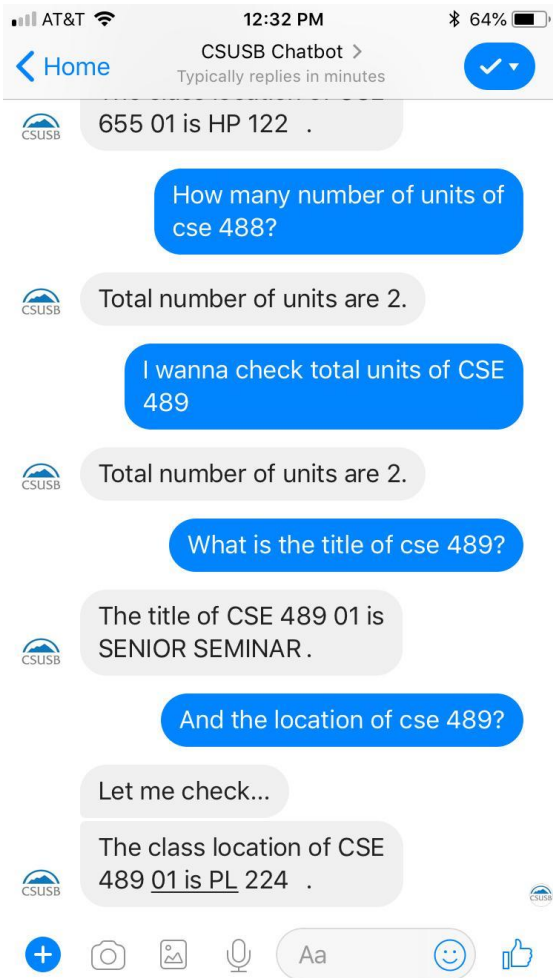 AT&T 12:32 PM 64%
Home CSUSB Chatbot >
Typically replies in minutes
655 01 is HP 122 .
CSUSB
How many number of units of
cse 488?
Total number of units are 2.
CSUSB
I wanna check total units of CSE
489
Total number of units are 2.
CSUSB
What is the title of cse 489?
The title of CSE 489 01 is
SENIOR SEMINAR .
CSUSB
And the location of cse 489?
Let me check...
The class location of CSE
489 01 is PL 224 .
CSUSB
CSUSB
Aa